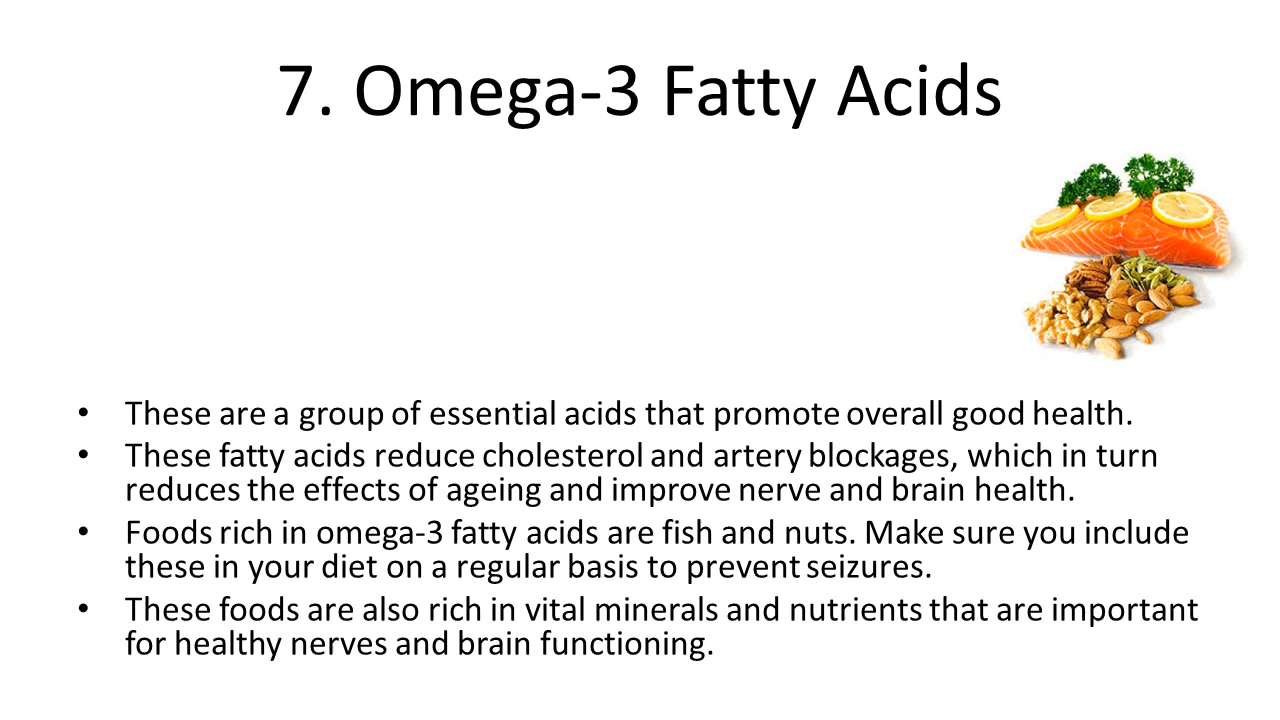 7. Omega-3 Fatty Acids
• These are a group of essential acids that promote overall good health.
• These fatty acids reduce cholesterol and artery blockages, which in turn
reduces the effects of ageing and improve nerve and brain health.
• Foods rich in omega-3 fatty acids are fish and nuts. Make sure you include
these in your diet on a regular basis to prevent seizures.
• These foods are also rich in vital minerals and nutrients that are important
for healthy nerves and brain functioning.